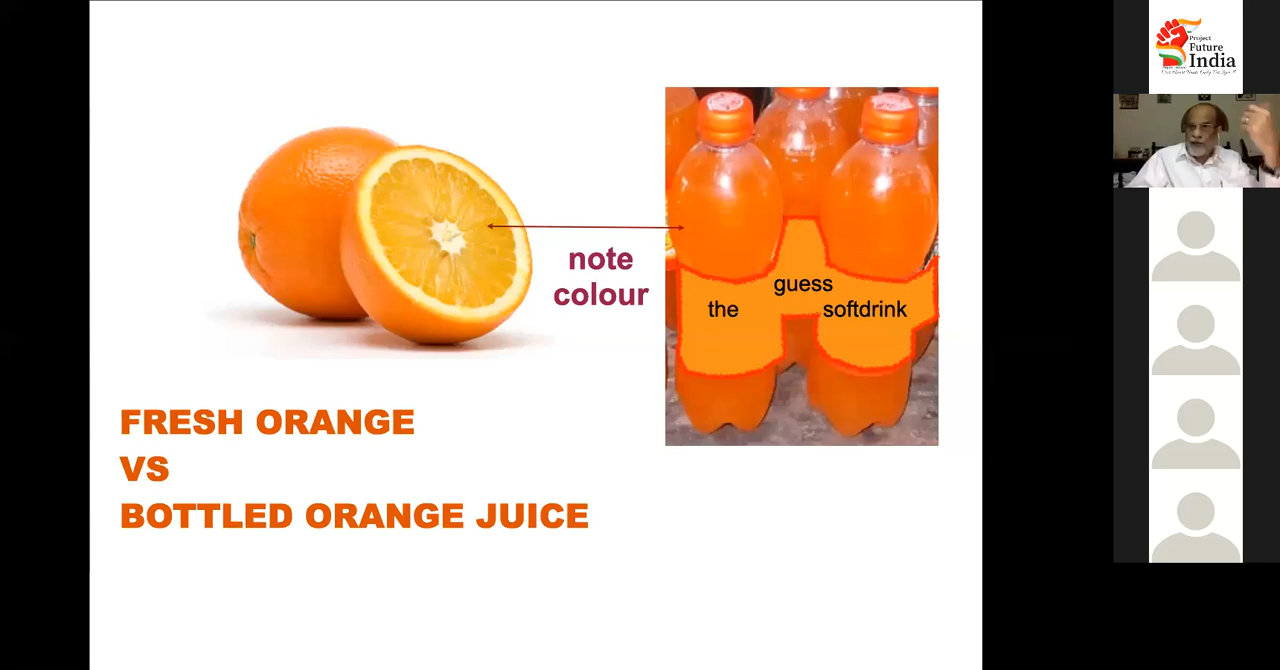 note
colour
guess
the softdrink
FRESH ORANGE
VS
BOTTLED ORANGE JUICE
Project
Future
India